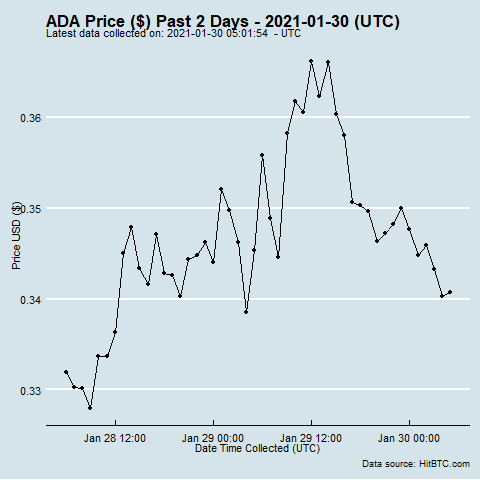 ADA Price ($) Past 2 Days - 2021-01-30 (UTC)
Latest data collected on: 2021-01-30 05:01:54 - UTC
0.36
0.35
0.34
0.33
Price USD ($)
Jan 28 12:00
Jan 29 00:00
Jan 29 12:00
Jan 30 00:00
Date Time Collected (UTC)
Data source: HitBTC.com